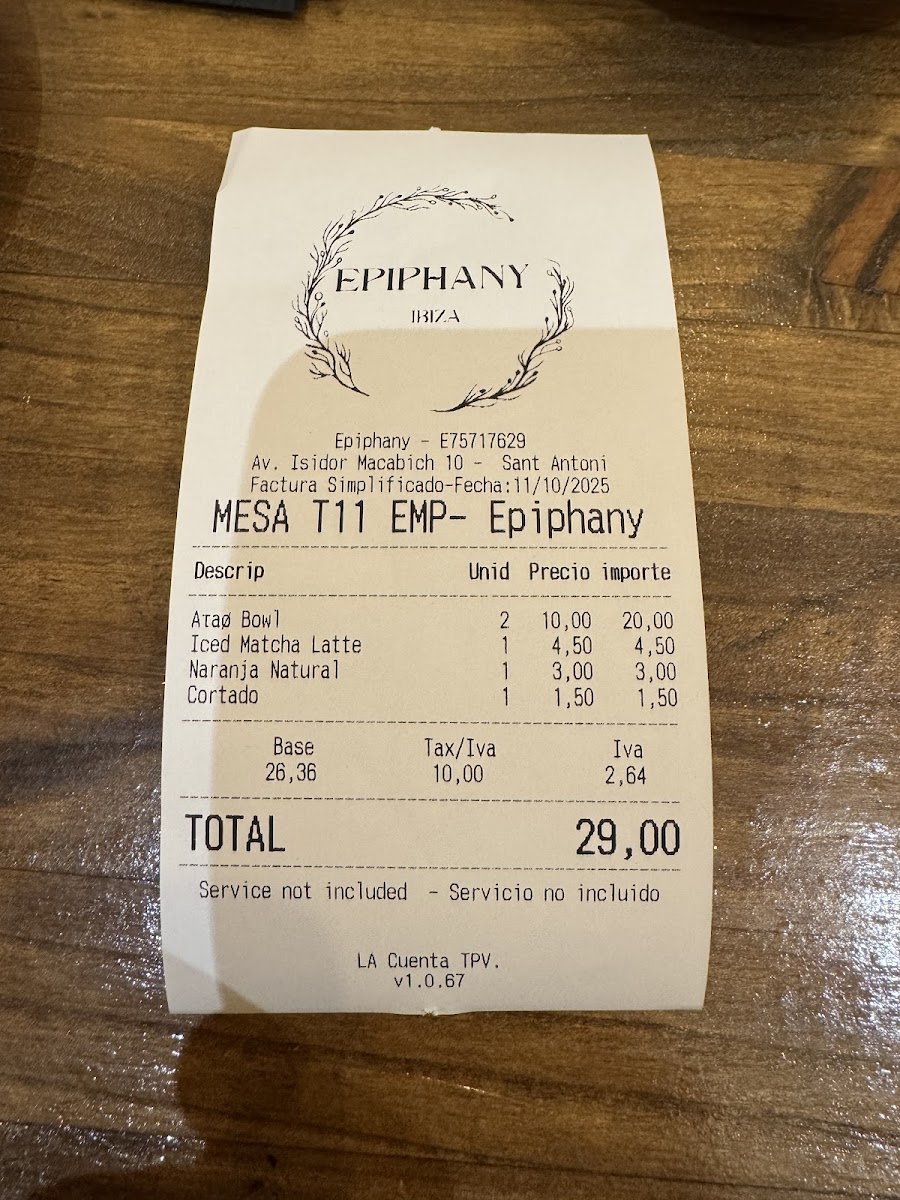 EPIPHANY
IBIZA
Epiphany - E75717629
Av. Isidor Macabich 10 - Sant Antoni
Factura Simplificado-Fecha:11/10/2025
MESA T11 EMP- Epiphany
Descrip Unid Precio importe
Aτaø Bowl 2 10,00 20,00
Iced Matcha Latte 1 4,50 4,50
Naranja Natural 1 3,00 3,00
Cortado 1 1,50 1,50
Base Tax/Iva Iva
26,36 10,00 2,64
TOTAL 29,00
Service not included - Servicio no incluido
LA Cuenta TPV.
v1.0.67